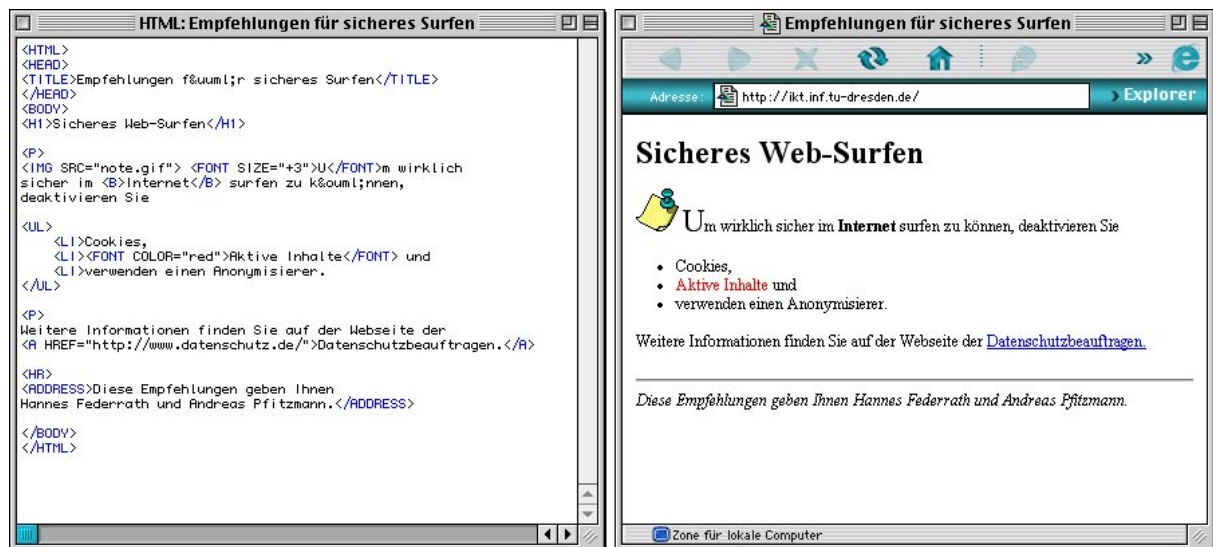 HTML: Empfehlungen für sicheres Surfen
<HTML>
<HEAD>
<TITLE>Empfehlungen f&uuml;r sicheres Surfen</TITLE>
</HEAD>
<BODY>
<H1>Sicheres Web-Surfen</H1>
<P>
<IMG SRC="note.gif"> <FONT SIZE="+3">U</FONT>m wirklich
sicher im <B>Internet</B> surfen zu k&ouml;nnen,
deaktivieren Sie
<UL>
<LI>Cookies,
<LI><FONT COLOR="red">Aktive Inhalte</FONT> und
<LI>verwenden einen Anonymisierer.
</UL>
<P>
Weitere Informationen finden Sie auf der Webseite der
<A HREF="http://www.datenschutz.de/">Datenschutzbeauftragen.</A>
<HR>
<ADDRESS>Diese Empfehlungen geben Ihnen
Hannes Federrath und Andreas Pfitzmann.</ADDRESS>
</BODY>
</HTML>
Empfehlungen für sicheres Surfen
Adresse: http://ikt.inf.tu-dresden.de/ Explorer
Sicheres Web-Surfen
Um wirklich sicher im Internet surfen zu können, deaktivieren Sie
• Cookies,
• Aktive Inhalte und
• verwenden einen Anonymisierer.
Weitere Informationen finden Sie auf der Webseite der Datenschutzbeauftragen.
Diese Empfehlungen geben Ihnen Hannes Federrath und Andreas Pfitzmann.
Zone für lokale Computer